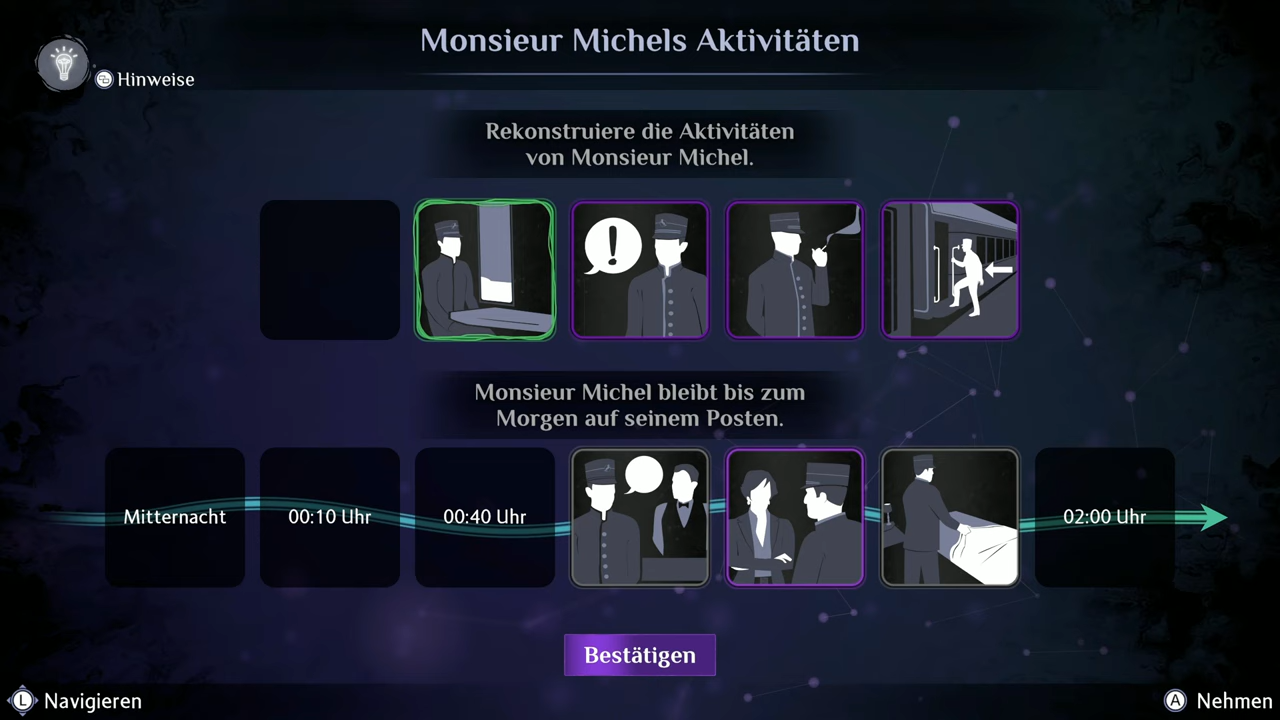 Monsieur Michels Aktivitäten
Hinweise
Rekonstruiere die Aktivitäten
von Monsieur Michel.
Monsieur Michel bleibt bis zum
Morgen auf seinem Posten.
Mitternacht
00:10 Uhr
00:40 Uhr
02:00 Uhr
Bestätigen
L Navigieren
A Nehmen